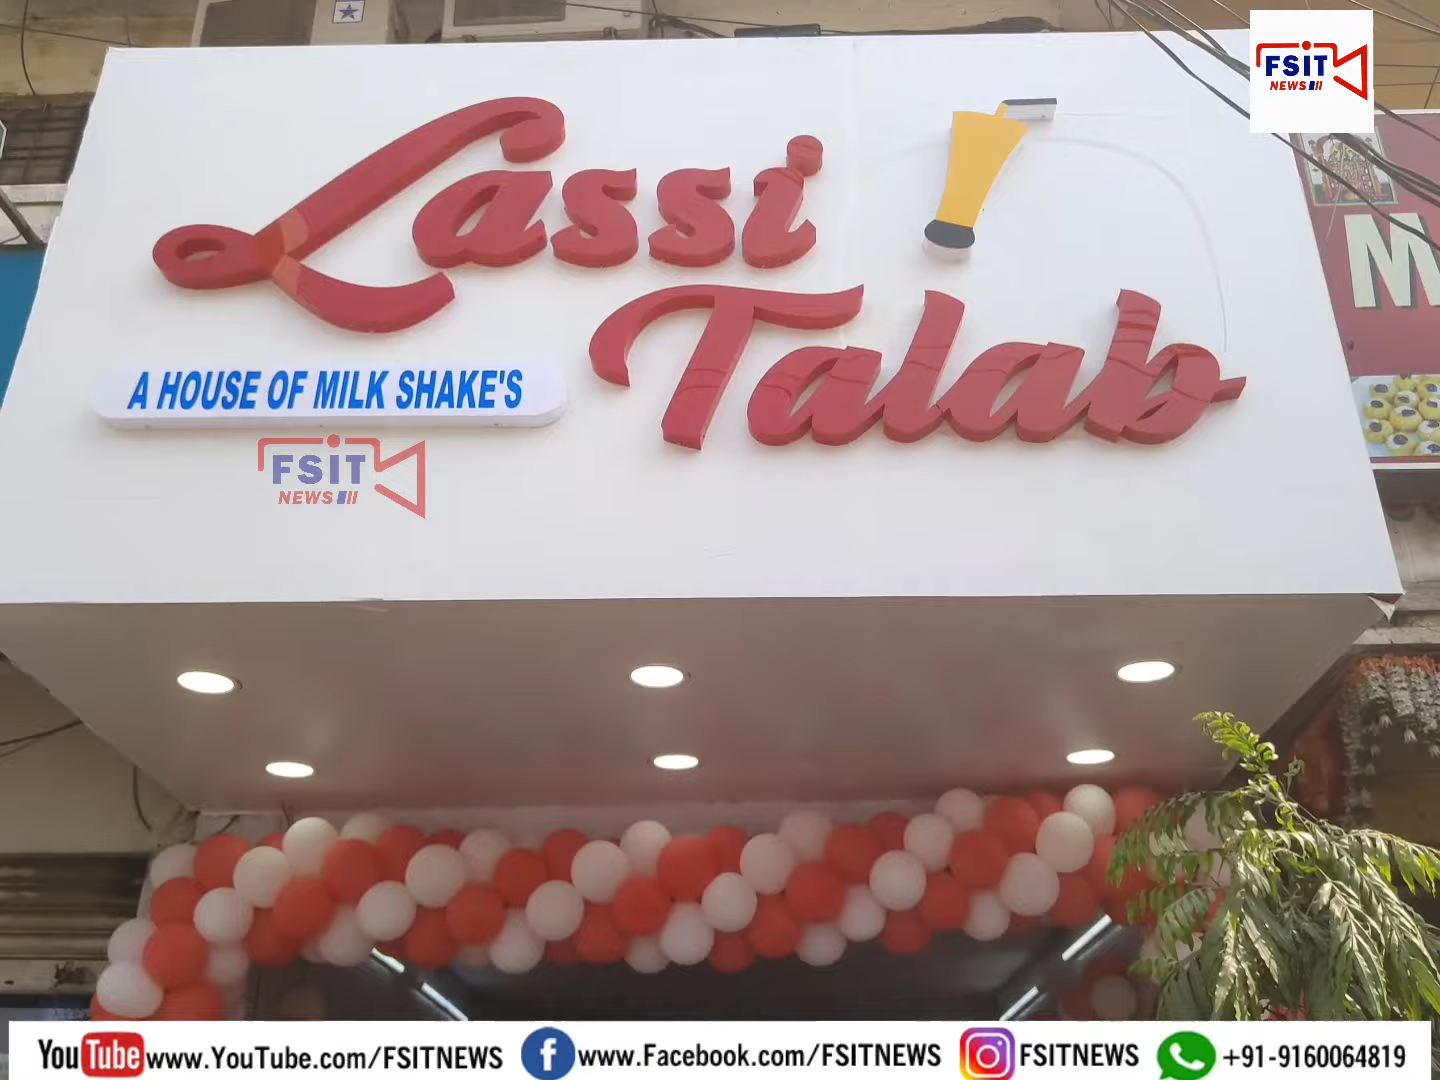 FSiT
NEWS
Lassi
Talab
A HOUSE OF MILK SHAKE'S
FSiT
NEWS
M
YouTube www.YouTube.com/FSITNEWS f www.Facebook.com/FSITNEWS FSITNEWS +91-9160064819